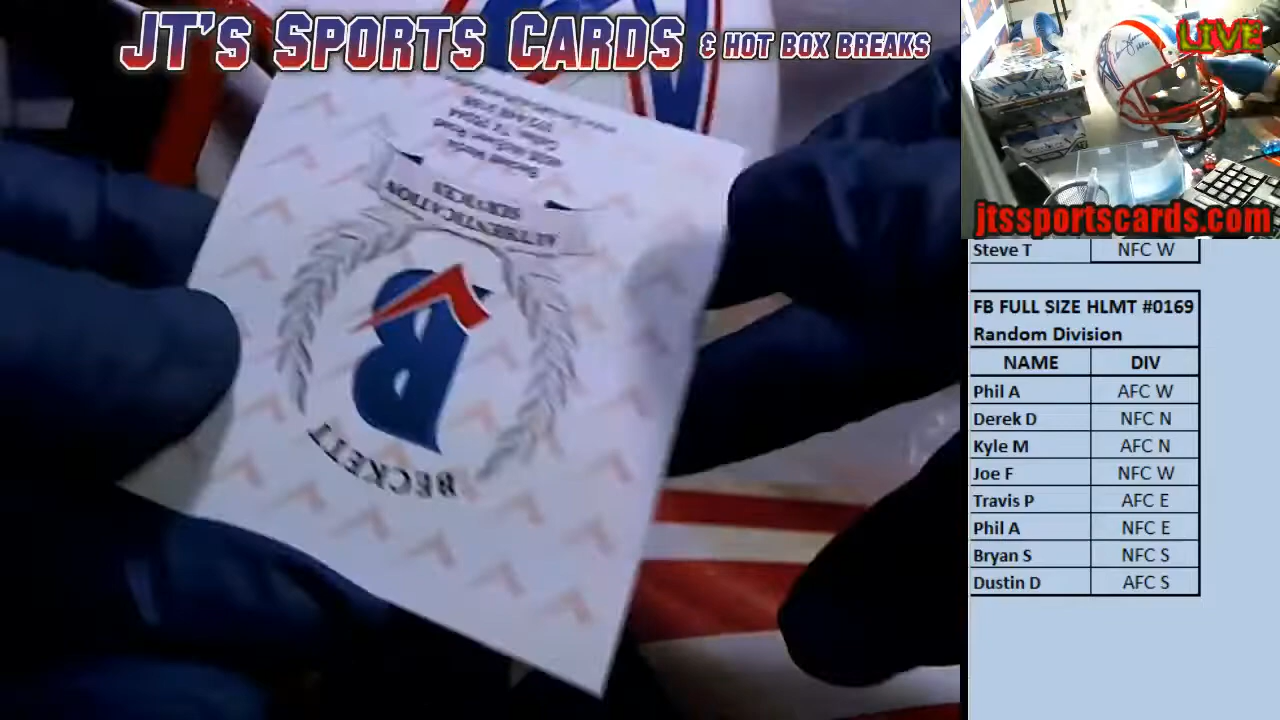 JT'S SPORTS CARDS & HOT BOX BREAKS
LIVE
jtssportscards.com
Steve T NFC W
FB FULL SIZE HLMT #0169
Random Division
NAME DIV
Phil A AFC W
Derek D NFC N
Kyle M AFC N
Joe F NFC W
Travis P AFC E
Phil A NFC E
Bryan S NFC S
Dustin D AFC S
Beckett Media
AUTHENTICATION
SERVICES
BECKETT